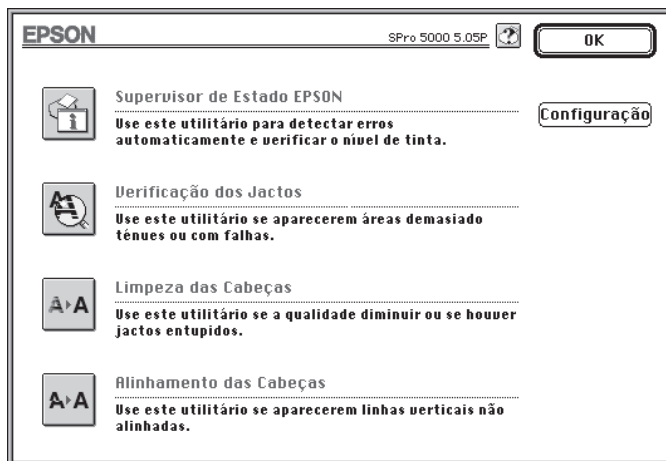 EPSON
SPro 5000 5.05P
OK
Supervisor de Estado EPSON
Use este utilitário para detectar erros
automaticamente e verificar o nível de tinta.
Configuração
Verificação dos Jactos
Use este utilitário se aparecerem áreas demasiado
ténues ou com falhas.
Limpeza das Cabeças
Use este utilitário se a qualidade diminuir ou se houver
jactos entupidos.
Alinhamento das Cabeças
Use este utilitário se aparecerem linhas verticais não
alinhadas.